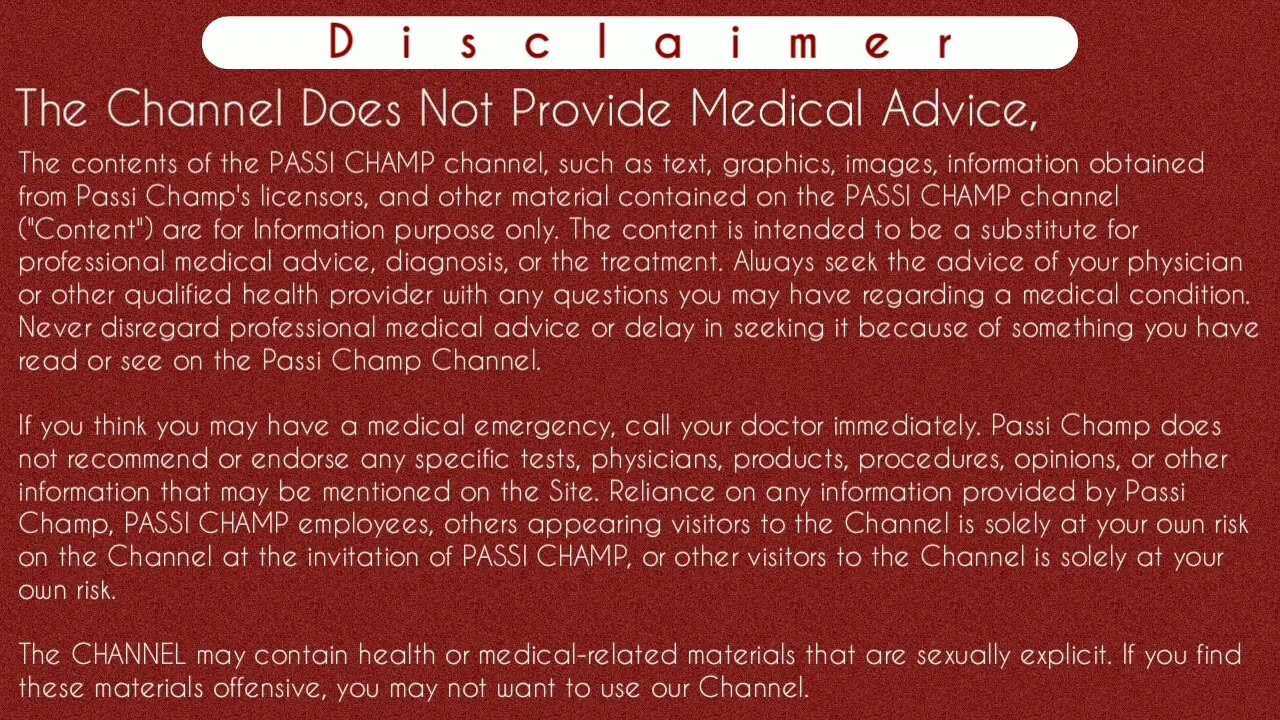 Disclaimer
The Channel Does Not Provide Medical Advice,
The contents of the PASSI CHAMP channel, such as text, graphics, images, information obtained
from Passi Champ's licensors, and other material contained on the PASSI CHAMP channel
("Content") are for Information purpose only. The content is intended to be a substitute for
professional medical advice, diagnosis, or the treatment. Always seek the advice of your physician
or other qualified health provider with any questions you may have regarding a medical condition.
Never disregard professional medical advice or delay in seeking it because of something you have
read or see on the Passi Champ Channel.
If you think you may have a medical emergency, call your doctor immediately. Passi Champ does
not recommend or endorse any specific tests, physicians, products, procedures, opinions, or other
information that may be mentioned on the Site. Reliance on any information provided by Passi
Champ, PASSI CHAMP employees, others appearing visitors to the Channel is solely at your own risk
on the Channel at the invitation of PASSI CHAMP, or other visitors to the Channel is solely at your
own risk.
The CHANNEL may contain health or medical-related materials that are sexually explicit. If you find
these materials offensive, you may not want to use our Channel.